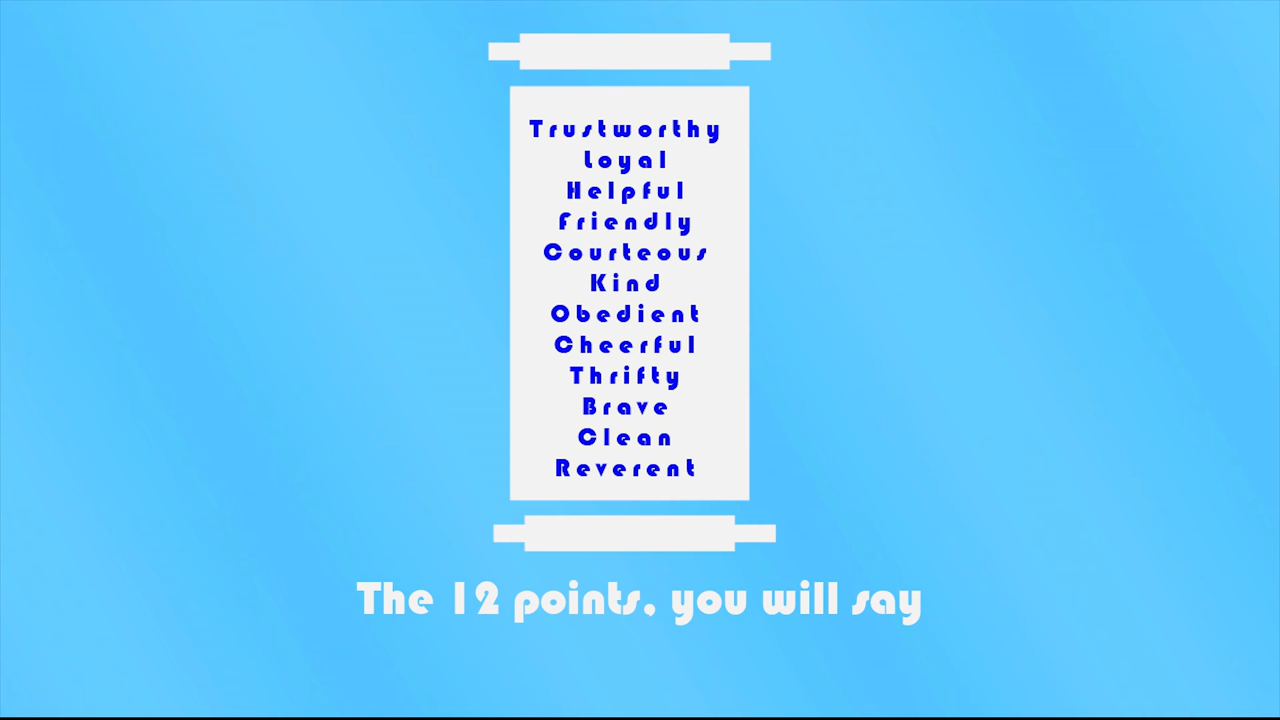 Trustworthy
Loyal
Helpful
Friendly
Courteous
Kind
Obedient
Cheerful
Thrifty
Brave
Clean
Reverent
The 12 points, you will say